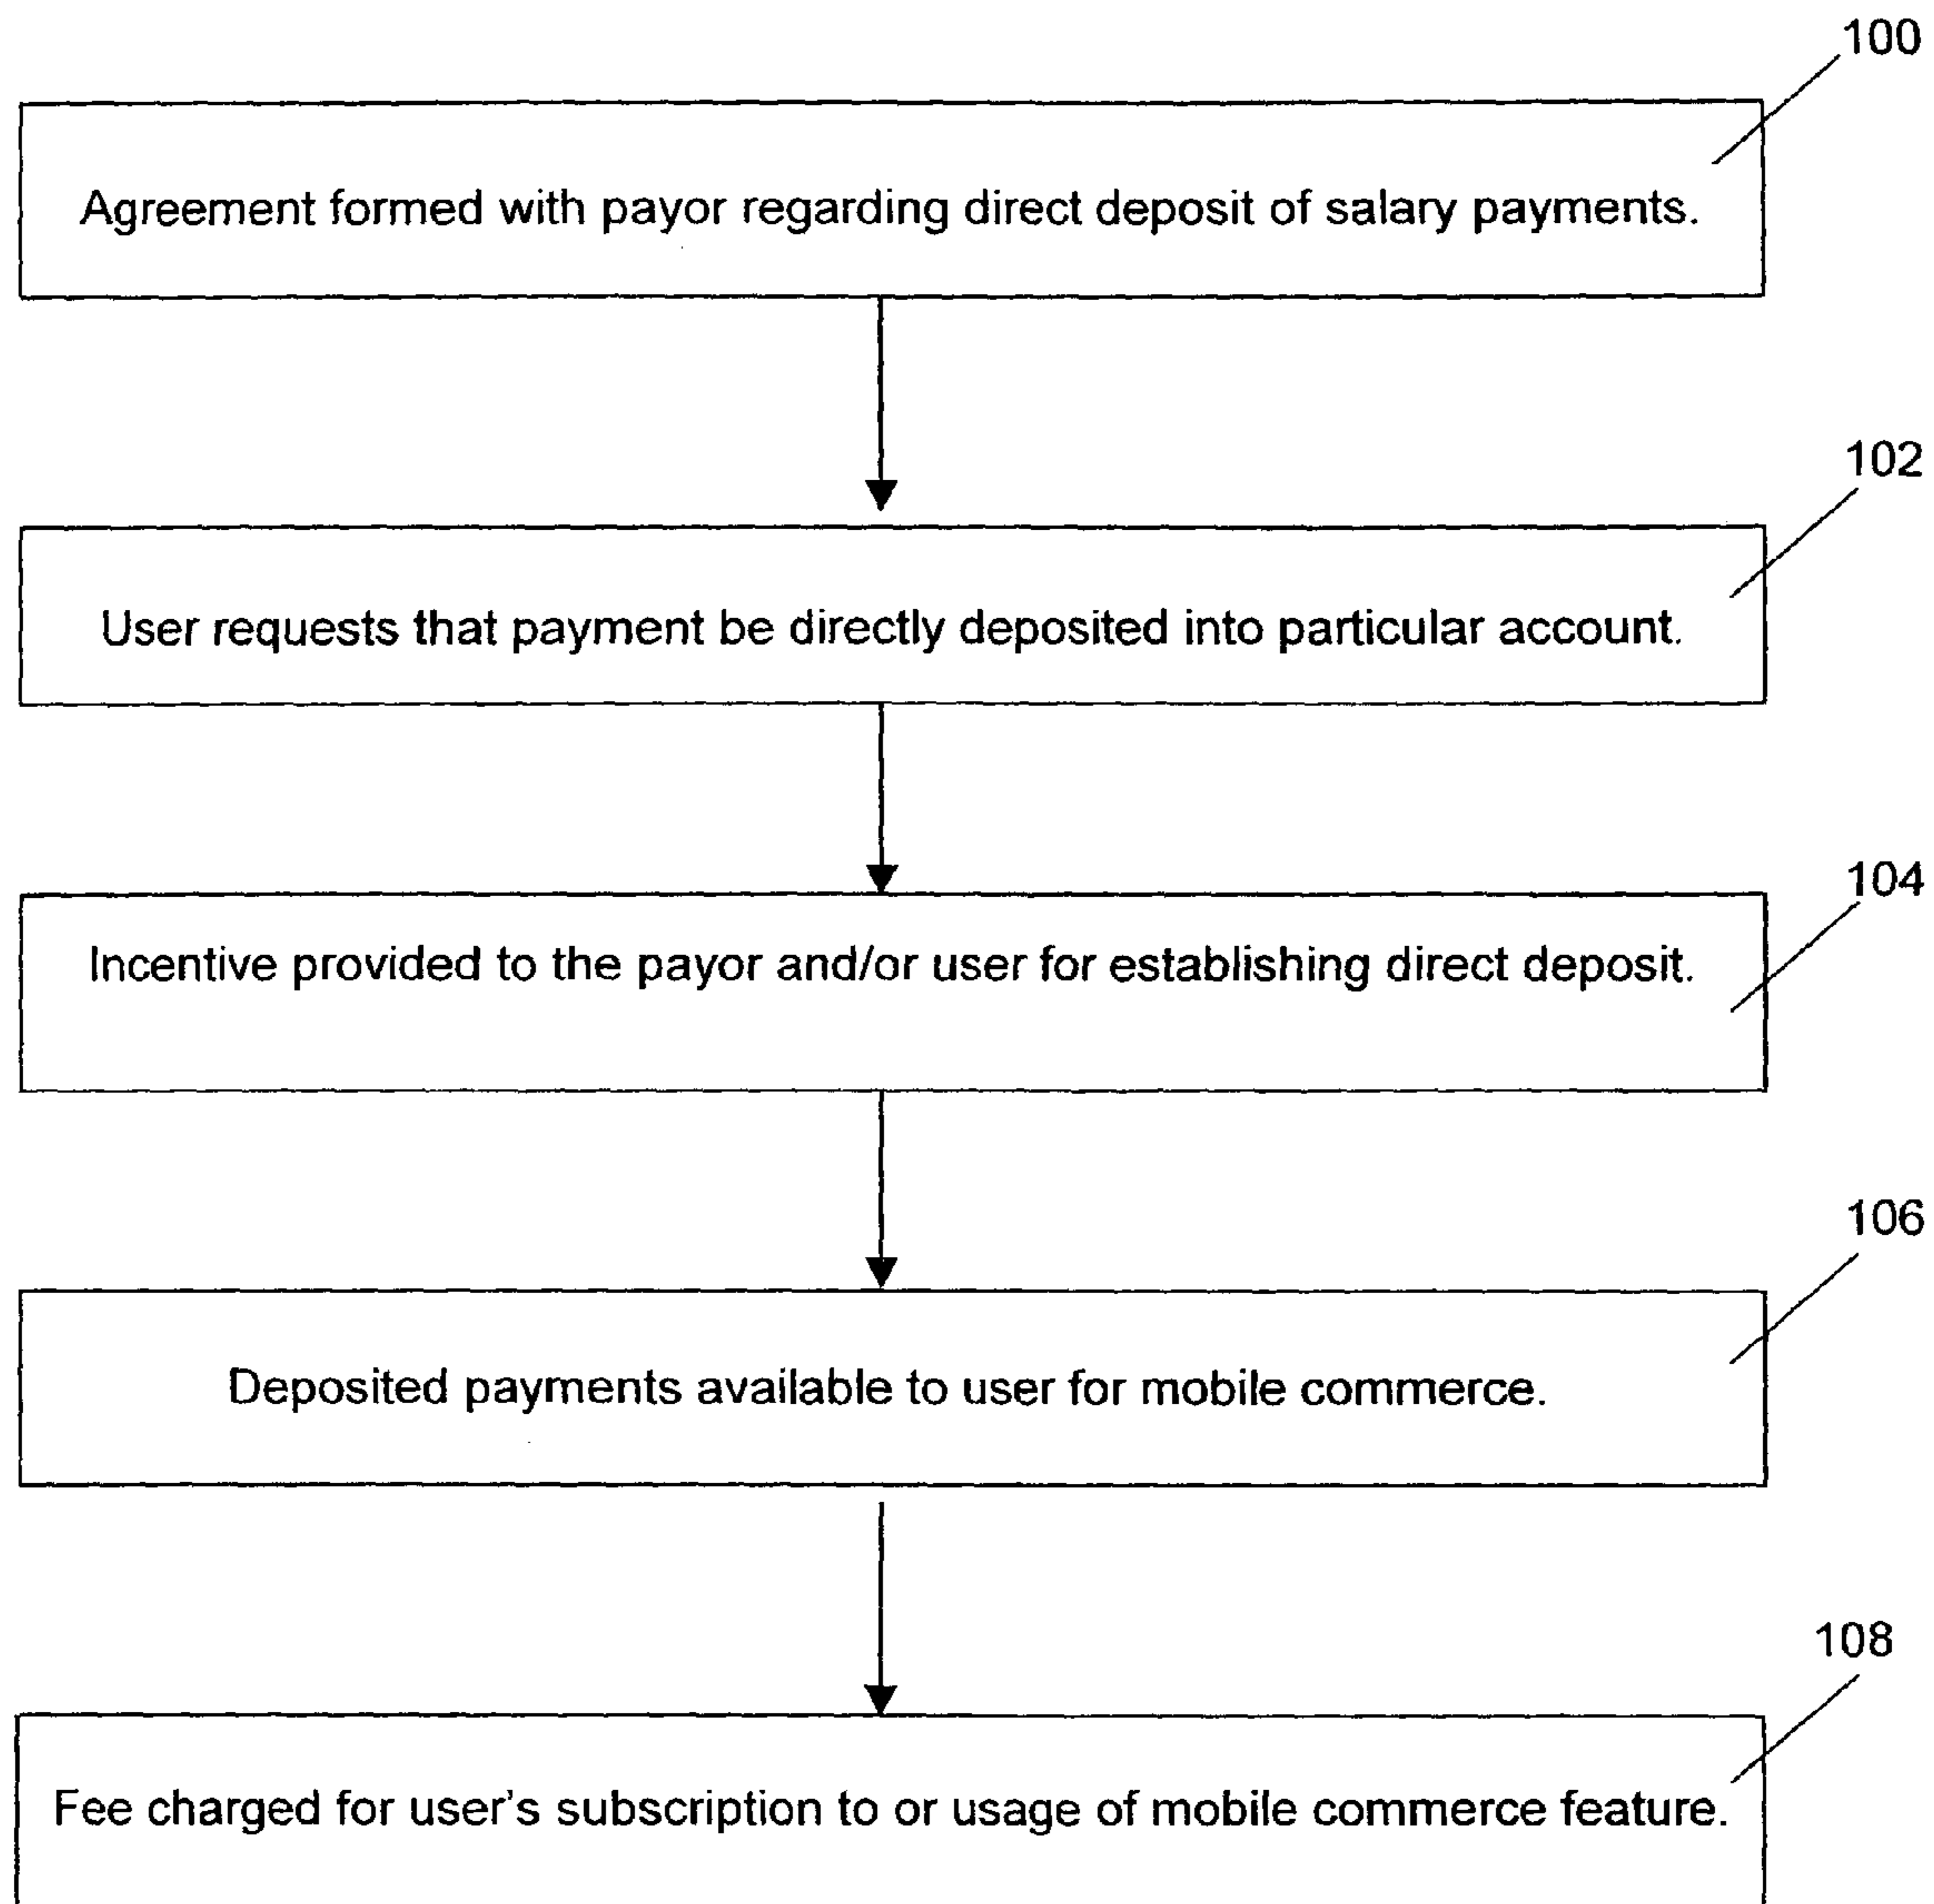 100
Agreement formed with payor regarding direct deposit of salary payments.
102
User requests that payment be directly deposited into particular account.
104
Incentive provided to the payor and/or user for establishing direct deposit.
106
Deposited payments available to user for mobile commerce.
108
Fee charged for user's subscription to or usage of mobile commerce feature.